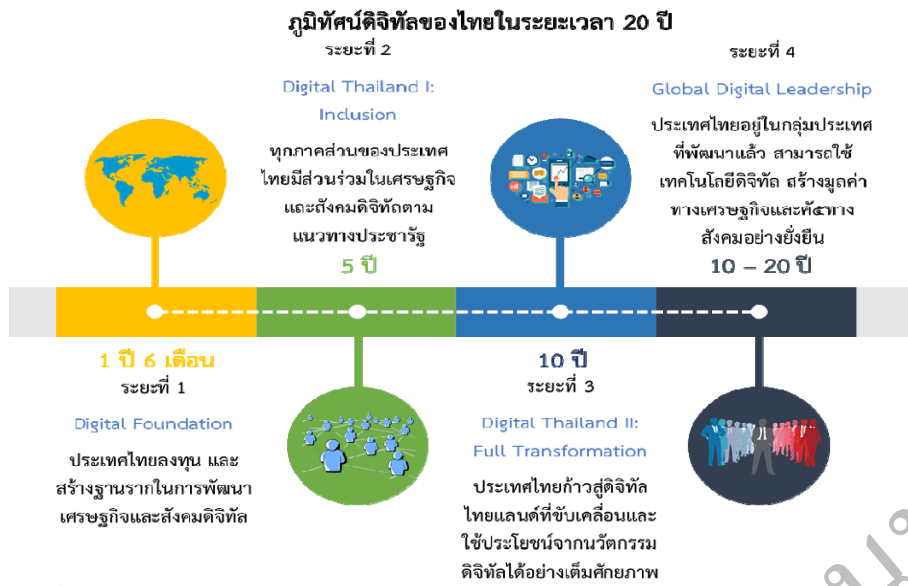 ภูมิทัศน์ดิจิทัลของไทยในระยะเวลา 20 ปี
ระยะที่ 2
Digital Thailand I:
Inclusion
ทุกภาคส่วนของประเทศ
ไทยมีส่วนร่วมในเศรษฐกิจ
และสังคมดิจิทัลตาม
แนวทางประชารัฐ
5 ปี
ระยะที่ 4
Global Digital Leadership
ประเทศไทยอยู่ในกลุ่มประเทศ
ที่พัฒนาแล้ว สามารถใช้
เทคโนโลยีดิจิทัล สร้างมูลค่า
ทางเศรษฐกิจและ
สังคมอย่างยั่งยืน
10 – 20 ปี
1 ปี 6 เดือน
ระยะที่ 1
Digital Foundation
ประเทศไทยลงทุน และ
สร้างฐานรากในการพัฒนา
เศรษฐกิจและสังคมดิจิทัล
10 ปี
ระยะที่ 3
Digital Thailand II:
Full Transformation
ประเทศไทยก้าวสู่ดิจิทัล
ไทยแลนด์ที่ขับเคลื่อนและ
ใช้ประโยชน์จากนวัตกรรม
ดิจิทัลได้อย่างเต็มศักยภาพ